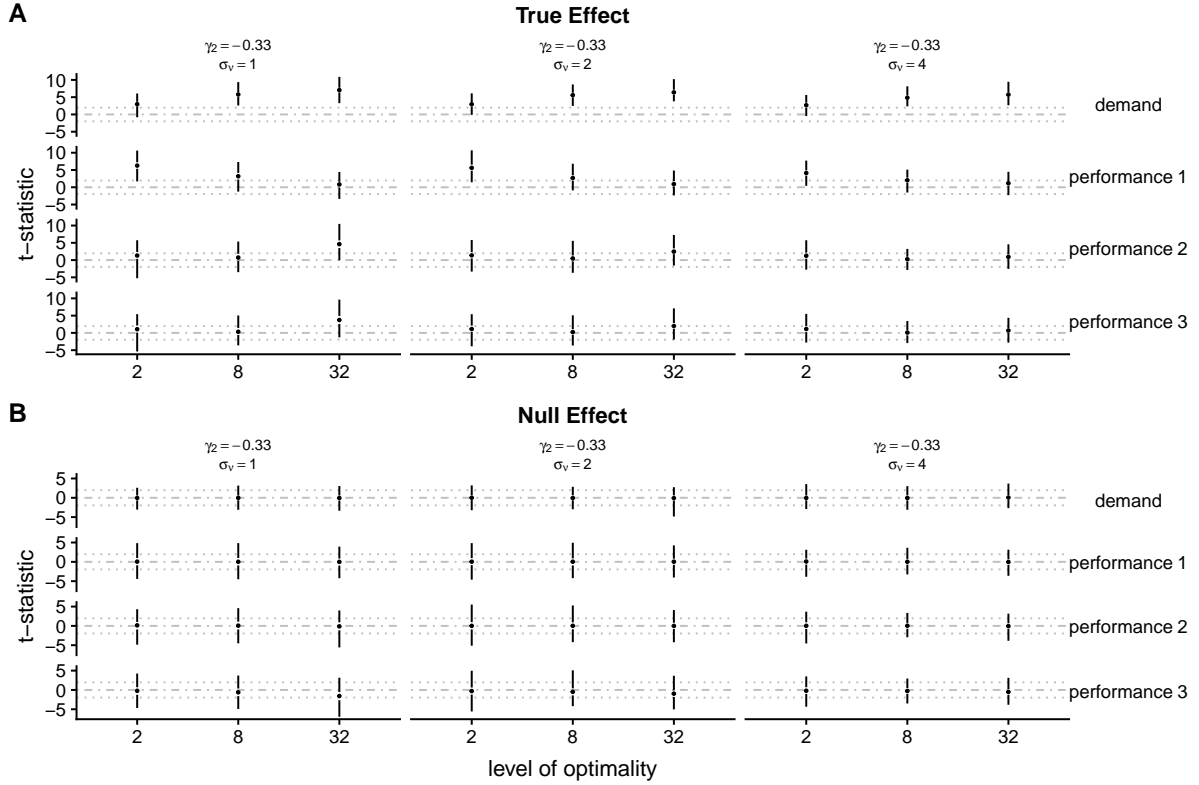 A
True Effect
γ₂ = −0.33
σᵥ = 1
γ₂ = −0.33
σᵥ = 2
γ₂ = −0.33
σᵥ = 4
t−statistic
10
5
0
−5
demand
10
5
0
−5
performance 1
10
5
0
−5
performance 2
10
5
0
−5
performance 3
2 8 32 2 8 32 2 8 32
B
Null Effect
γ₂ = −0.33
σᵥ = 1
γ₂ = −0.33
σᵥ = 2
γ₂ = −0.33
σᵥ = 4
t−statistic
5
0
−5
demand
5
0
−5
performance 1
5
0
−5
performance 2
5
0
−5
performance 3
2 8 32 2 8 32 2 8 32
level of optimality